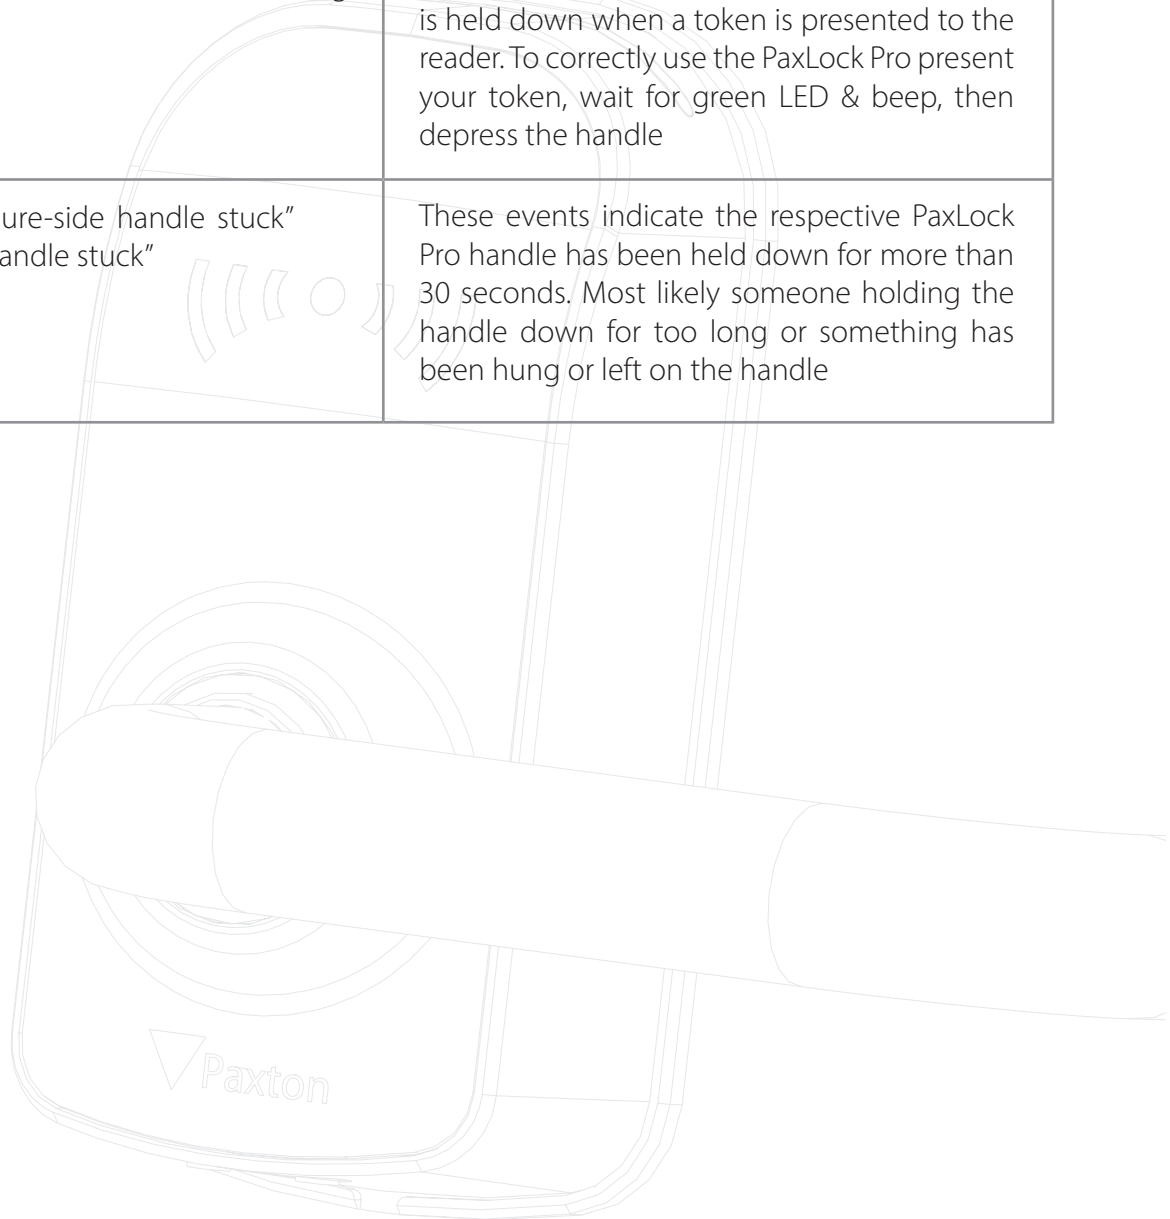 is held down when a token is presented to the
reader. To correctly use the PaxLock Pro present
your token, wait for green LED & beep, then
depress the handle
ure-side handle stuck"
andle stuck"
These events indicate the respective PaxLock
Pro handle has been held down for more than
30 seconds. Most likely someone holding the
handle down for too long or something has
been hung or left on the handle
Paxton